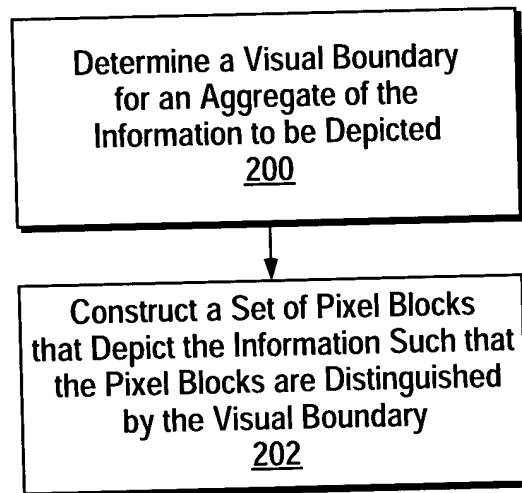 Determine a Visual Boundary
for an Aggregate of the
Information to be Depicted
200
Construct a Set of Pixel Blocks
that Depict the Information Such that
the Pixel Blocks are Distinguished
by the Visual Boundary
202